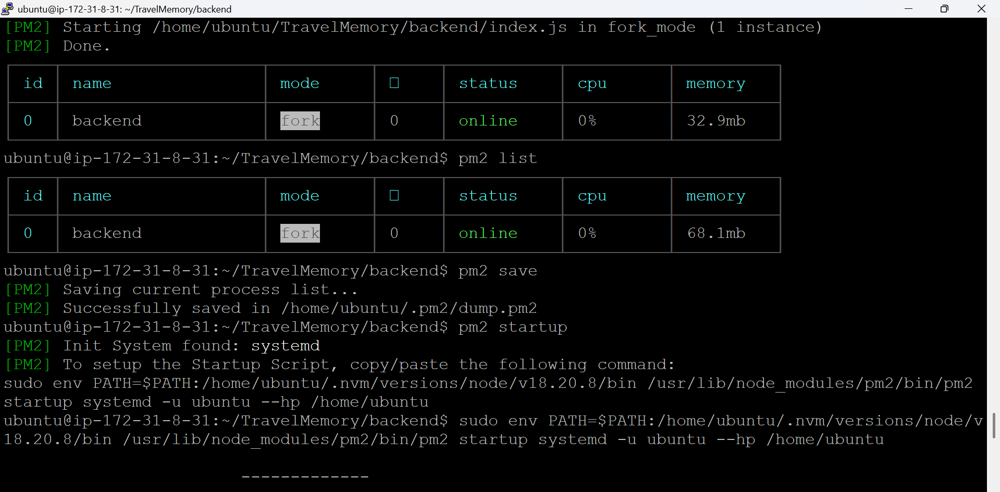 ubuntu@ip-172-31-8-31: ~/TravelMemory/backend
[PM2] Starting /home/ubuntu/TravelMemory/backend/index.js in fork_mode (1 instance)
[PM2] Done.
id name mode □ status cpu memory
0 backend fork 0 online 0% 32.9mb
ubuntu@ip-172-31-8-31:~/TravelMemory/backend$ pm2 list
id name mode □ status cpu memory
0 backend fork 0 online 0% 68.1mb
ubuntu@ip-172-31-8-31:~/TravelMemory/backend$ pm2 save
[PM2] Saving current process list...
[PM2] Successfully saved in /home/ubuntu/.pm2/dump.pm2
ubuntu@ip-172-31-8-31:~/TravelMemory/backend$ pm2 startup
[PM2] Init System found: systemd
[PM2] To setup the Startup Script, copy/paste the following command:
sudo env PATH=$PATH:/home/ubuntu/.nvm/versions/node/v18.20.8/bin /usr/lib/node_modules/pm2/bin/pm2
startup systemd -u ubuntu --hp /home/ubuntu
ubuntu@ip-172-31-8-31:~/TravelMemory/backend$ sudo env PATH=$PATH:/home/ubuntu/.nvm/versions/node/v
18.20.8/bin /usr/lib/node_modules/pm2/bin/pm2 startup systemd -u ubuntu --hp /home/ubuntu
-------------